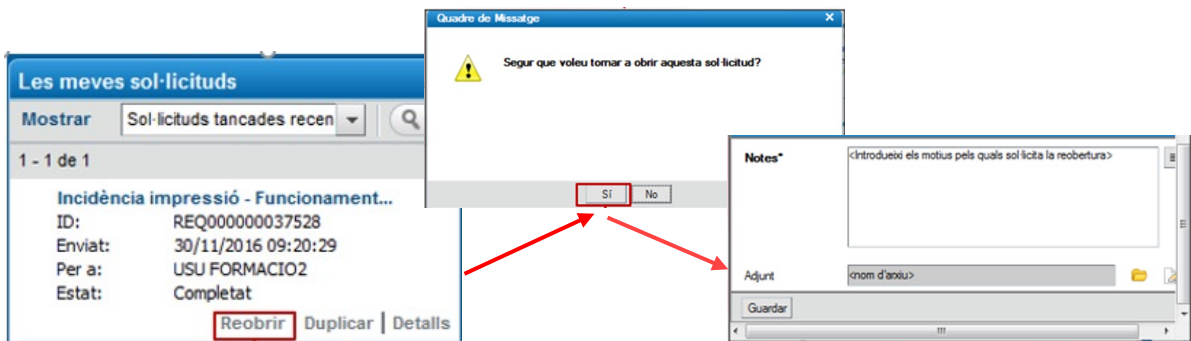 Les meves sol·licituds
Mostrar Sol·licituds tancades recen
1 - 1 de 1
Incidència impressió - Funcionament...
ID: REQ000000037528
Enviat: 30/11/2016 09:20:29
Per a: USU FORMACIO2
Estat: Completat
Reobrir Duplicar | Detalls
Quadre de Missatge
Segur que voleu tornar a obrir aquesta sol·licitud?
Sí No
Notes* <Introdueixi els motius pels quals sol·licita la reobertura>
Adjunt <nom d'arxiu>
Guardar